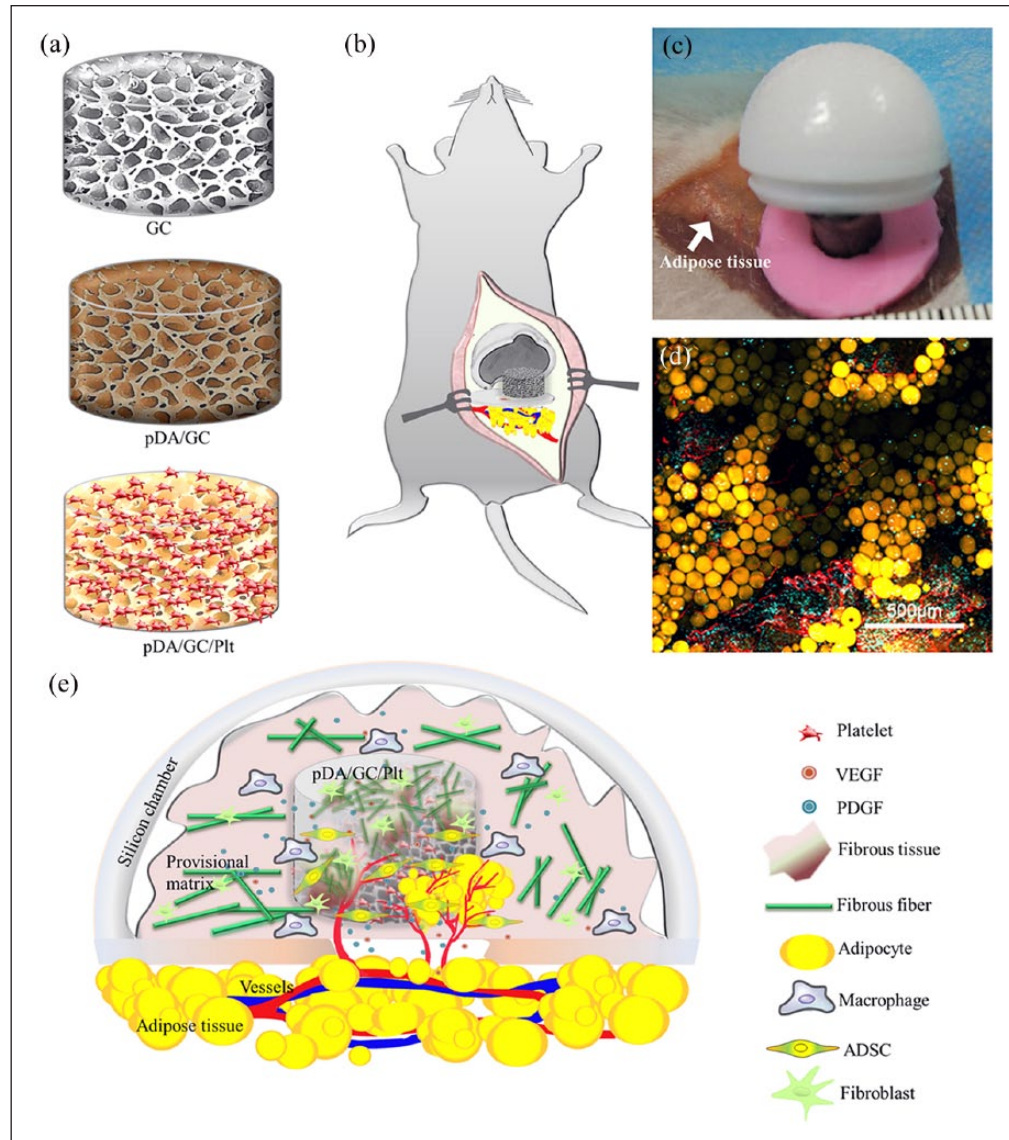 (a)
GC
pDA/GC
pDA/GC/Plt
(b)
(c)
Adipose tissue
(d)
500μm
(e)
Silicon chamber
pDA/GC/Plt
Provisional
matrix
Vessels
Adipose tissue
Platelet
VEGF
PDGF
Fibrous tissue
Fibrous fiber
Adipocyte
Macrophage
ADSC
Fibroblast